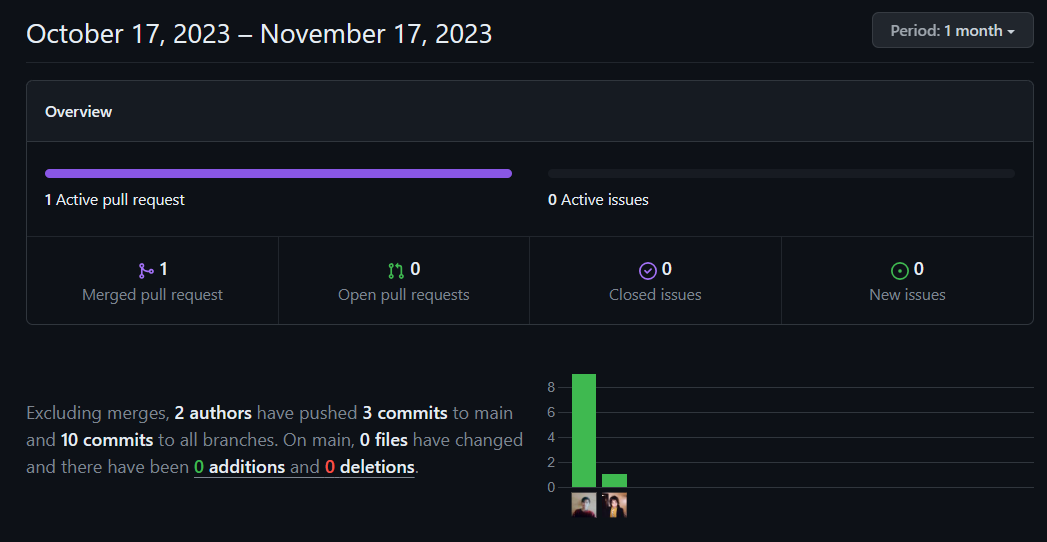 October 17, 2023 – November 17, 2023
Period: 1 month
Overview
1 Active pull request
0 Active issues
1
Merged pull request
0
Open pull requests
0
Closed issues
0
New issues
Excluding merges, 2 authors have pushed 3 commits to main
and 10 commits to all branches. On main, 0 files have changed
and there have been 0 additions and 0 deletions.
8
6
4
2
0